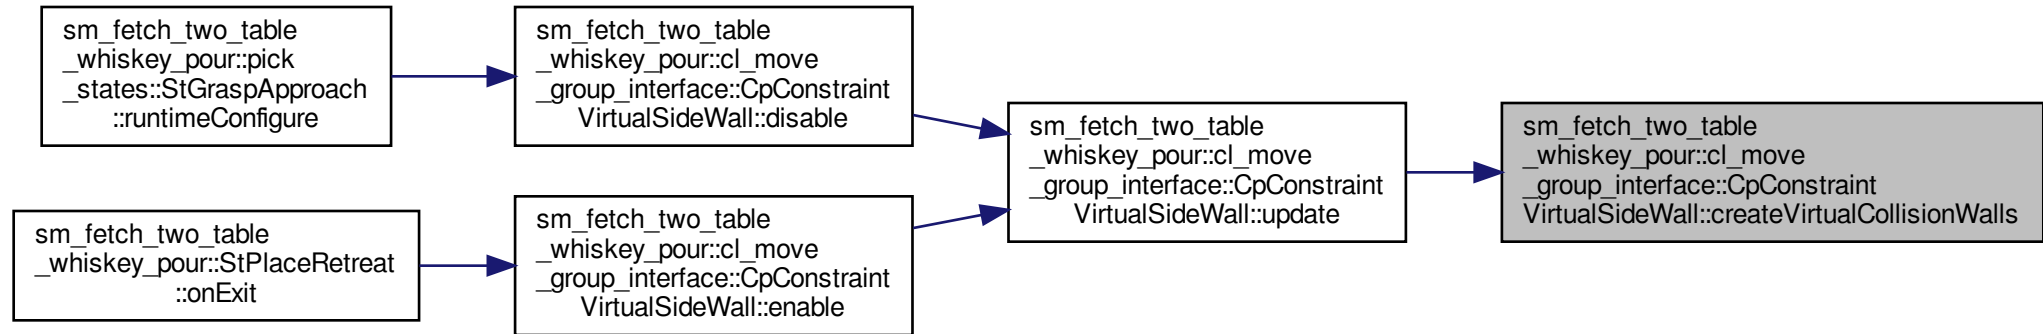 sm_fetch_two_table
_whiskey_pour::pick
_states::StGraspApproach
::runtimeConfigure
sm_fetch_two_table
_whiskey_pour::cl_move
_group_interface::CpConstraint
VirtualSideWall::disable
sm_fetch_two_table
_whiskey_pour::StPlaceRetreat
::onExit
sm_fetch_two_table
_whiskey_pour::cl_move
_group_interface::CpConstraint
VirtualSideWall::enable
sm_fetch_two_table
_whiskey_pour::cl_move
_group_interface::CpConstraint
VirtualSideWall::update
sm_fetch_two_table
_whiskey_pour::cl_move
_group_interface::CpConstraint
VirtualSideWall::createVirtualCollisionWalls